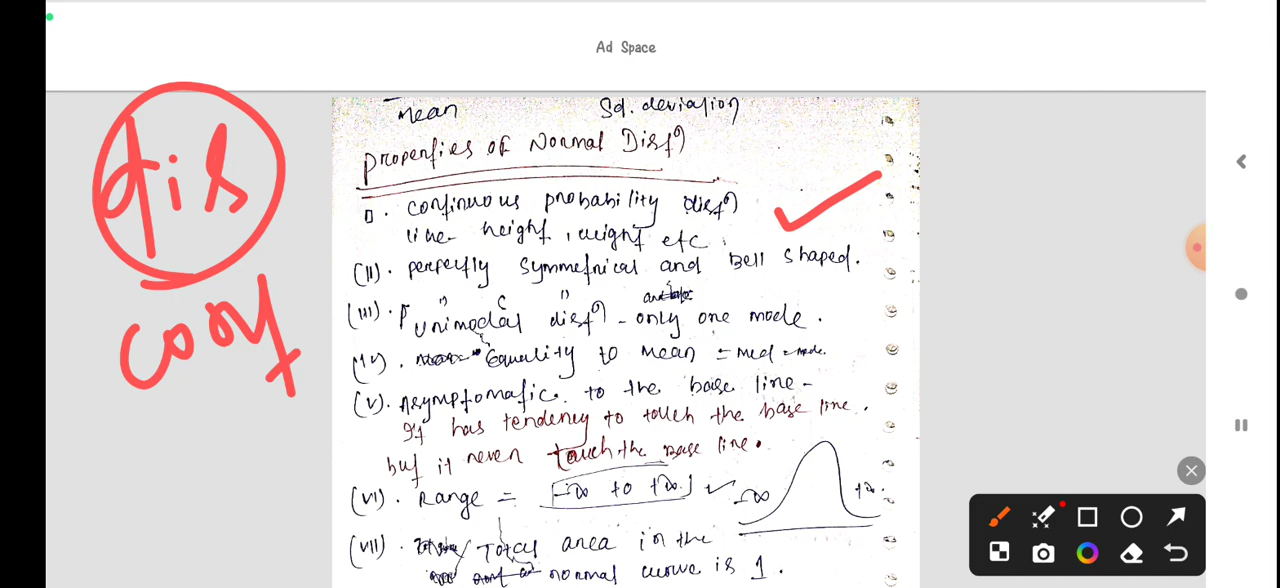 Ad Space
Mean Sd. deviation
Properties of Normal Distⁿ
I. continuous probability distⁿ
like height, weight etc.
(II). perfectly symmetrical and Bell shaped.
(III). unimodal distⁿ - only one mode.
(IV). Equality to mean = med = mode.
(V). Asymptomatic to the base line -
It has tendency to touch the base line.
but it never touch the base line.
(VI). Range = -∞ to +∞ -∞ +∞
(VII). Total area in the
normal curve is 1.
dis
cont